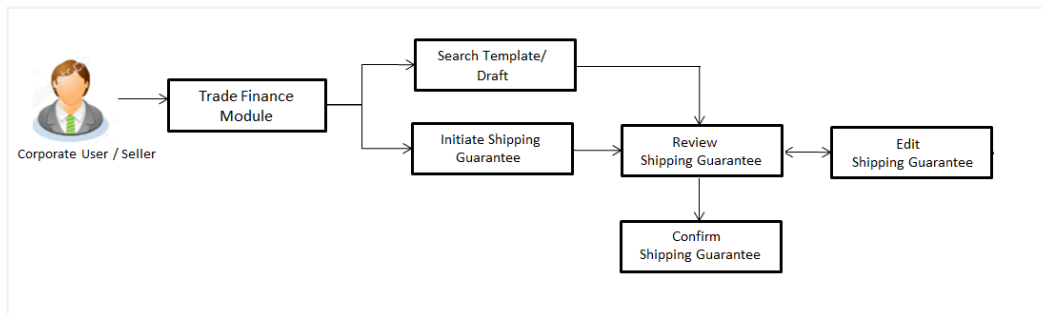 Corporate User / Seller
Trade Finance
Module
Search Template/
Draft
Initiate Shipping
Guarantee
Review
Shipping Guarantee
Edit
Shipping Guarantee
Confirm
Shipping Guarantee